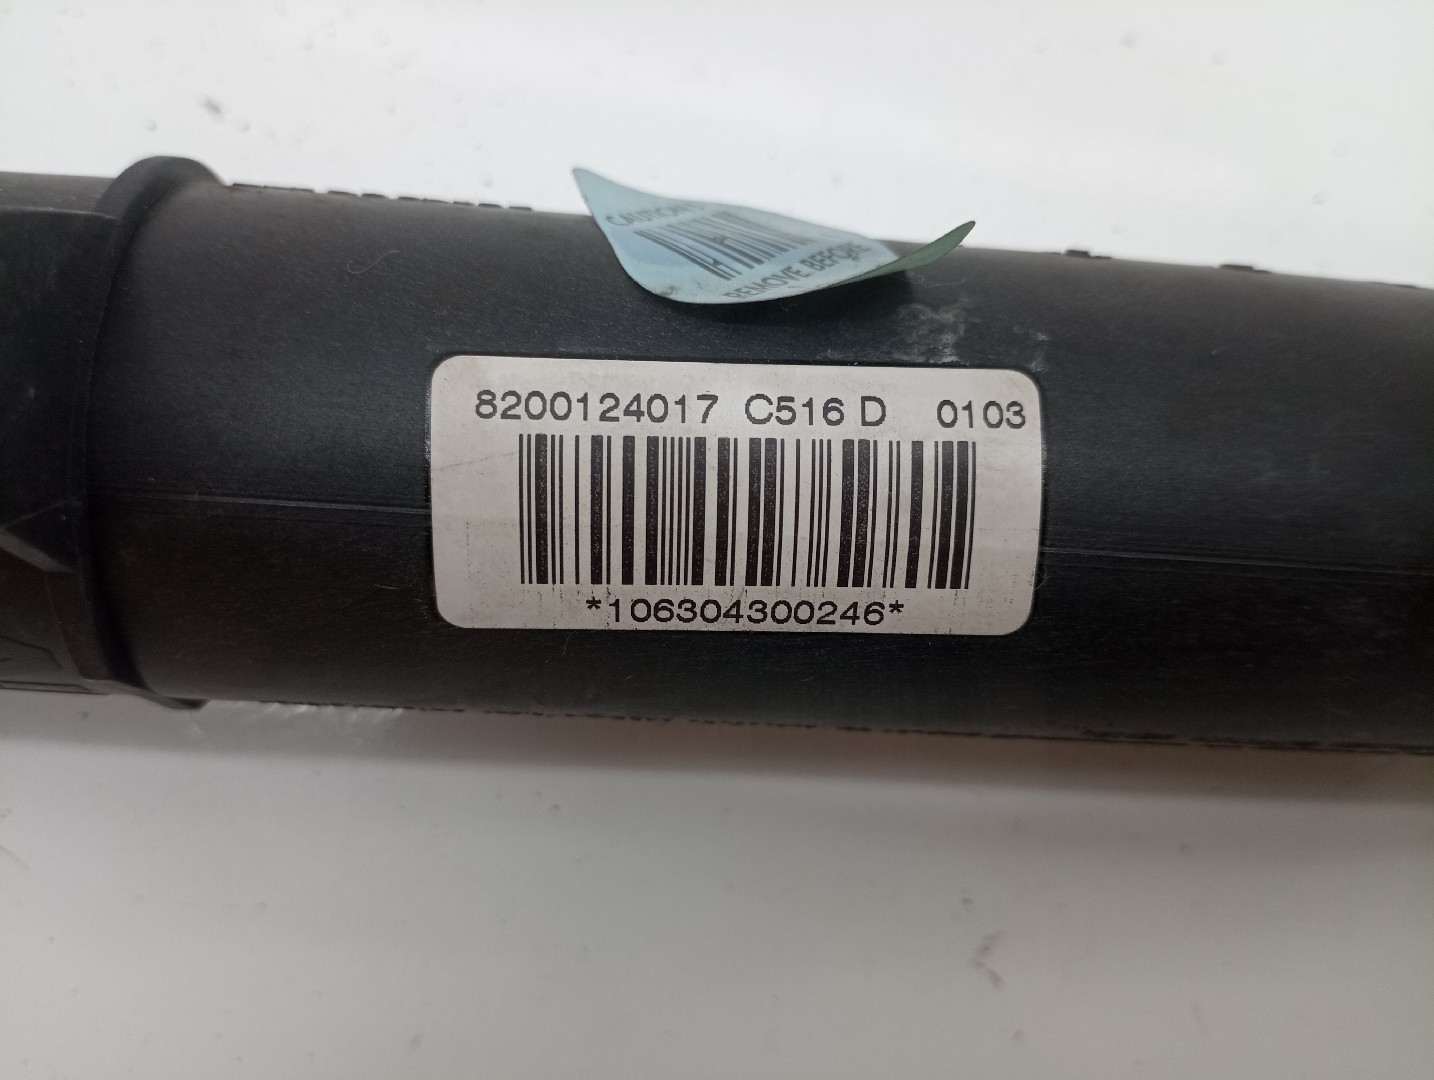 CAUTION
REMOVE BEFORE
8200124017 C516 D 0103
*106304300246*